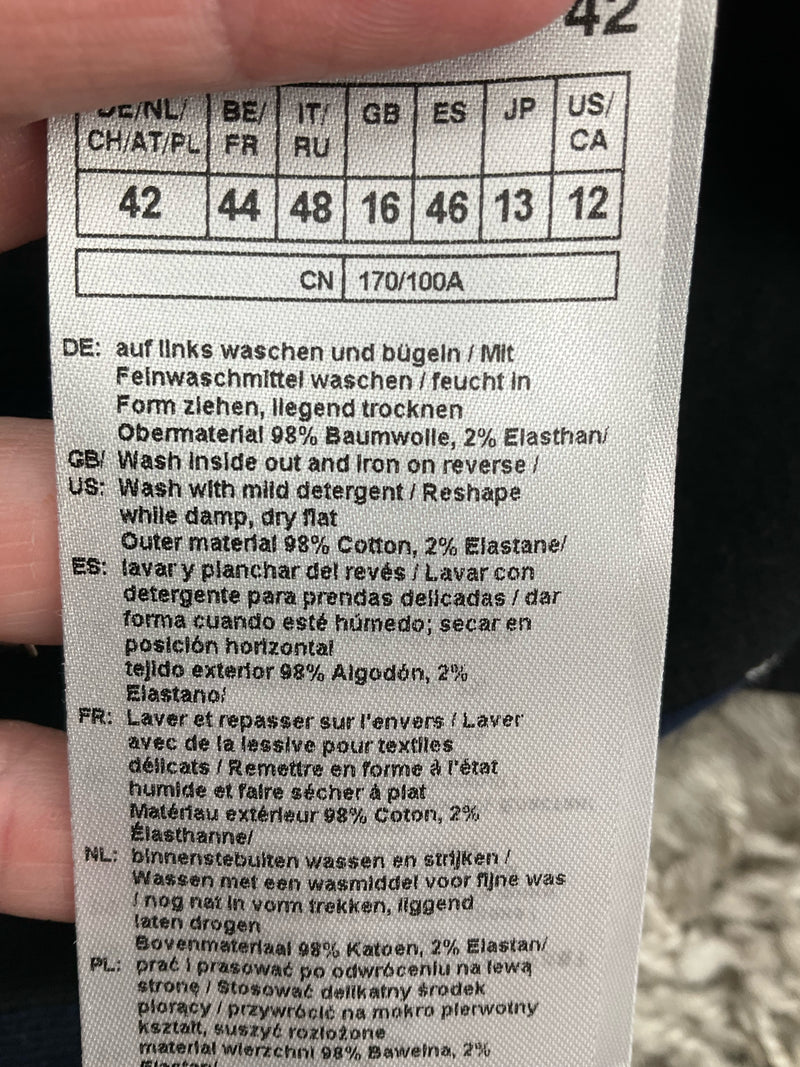 42
DE/NL/ BE/ IT/ GB ES JP US/
CH/AT/PL FR RU CA
42 44 48 16 46 13 12
CN 170/100A
DE: auf links waschen und bügeln / Mit
Feinwaschmittel waschen / feucht in
Form ziehen, liegend trocknen
Obermaterial 98% Baumwolle, 2% Elasthan/
GB/ Wash inside out and iron on reverse /
US: Wash with mild detergent / Reshape
while damp, dry flat
Outer material 98% Cotton, 2% Elastane/
ES: lavar y planchar del revés / Lavar con
detergente para prendas delicadas / dar
forma cuando esté húmedo; secar en
posición horizontal
tejido exterior 98% Algodón, 2%
Elastano/
FR: Laver et repasser sur l'envers / Laver
avec de la lessive pour textiles
délicats / Remettre en forme à l'état
humide et faire sécher à plat
Matériau extérieur 98% Coton, 2%
Élasthanne/
NL: binnenstebuiten wassen en strijken /
Wassen met een wasmiddel voor fijne was
/ nog nat in vorm trekken, liggend
laten drogen
Bovenmateriaal 98% Katoen, 2% Elastan/
PL: prać i prasować po odwróceniu na lewą
stronę / Stosować delikatny środek
piorący / przywrócić na mokro pierwotny
kształt, suszyć rozłożone
materiał wierzchni 98% Bawełna, 2%
Elastan/